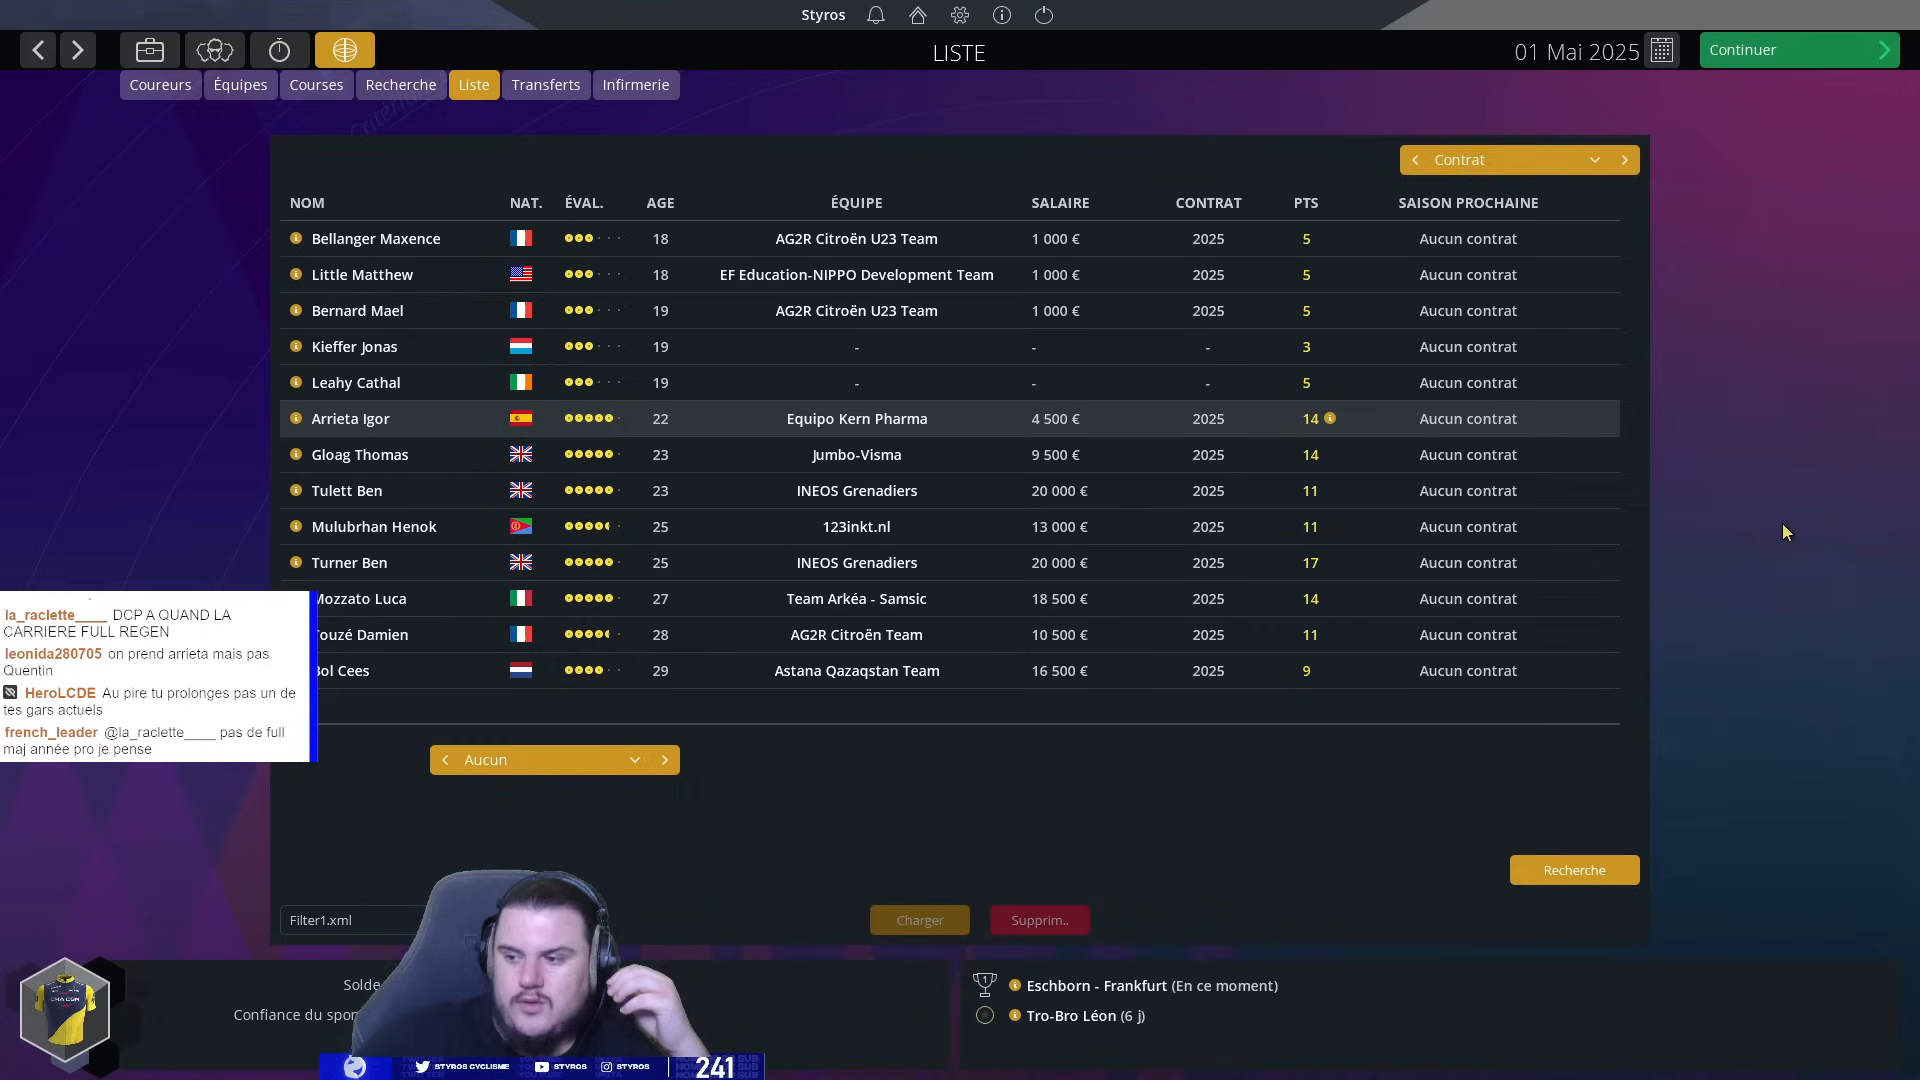 Styros
LISTE
01 Mai 2025
Continuer
Coureurs
Équipes
Courses
Recherche
Liste
Transferts
Infirmerie
Contrat
NOM NAT. ÉVAL. AGE ÉQUIPE SALAIRE CONTRAT PTS SAISON PROCHAINE
Bellanger Maxence 18 AG2R Citroën U23 Team 1 000 € 2025 5 Aucun contrat
Little Matthew 18 EF Education-NIPPO Development Team 1 000 € 2025 5 Aucun contrat
Bernard Mael 19 AG2R Citroën U23 Team 1 000 € 2025 5 Aucun contrat
Kieffer Jonas 19 - - - 3 Aucun contrat
Leahy Cathal 19 - - - 5 Aucun contrat
Arrieta Igor 22 Equipo Kern Pharma 4 500 € 2025 14 Aucun contrat
Gloag Thomas 23 Jumbo-Visma 9 500 € 2025 14 Aucun contrat
Tulett Ben 23 INEOS Grenadiers 20 000 € 2025 11 Aucun contrat
Mulubrhan Henok 25 123inkt.nl 13 000 € 2025 11 Aucun contrat
Turner Ben 25 INEOS Grenadiers 20 000 € 2025 17 Aucun contrat
Mozzato Luca 27 Team Arkéa - Samsic 18 500 € 2025 14 Aucun contrat
Touzé Damien 28 AG2R Citroën Team 10 500 € 2025 11 Aucun contrat
Bol Cees 29 Astana Qazaqstan Team 16 500 € 2025 9 Aucun contrat
la_raclette____ DCP A QUAND LA
CARRIERE FULL REGEN
leonida280705 on prend arrieta mais pas
Quentin
HeroLCDE Au pire tu prolonges pas un de
tes gars actuels
french_leader @la_raclette____ pas de full
maj année pro je pense
Aucun
Recherche
Filter1.xml
Charger
Supprim..
Solde
Confiance du spon
Eschborn - Frankfurt (En ce moment)
Tro-Bro Léon (6 j)
CMA CGM
STYROS CYCLISME
STYROS
STYROS
241